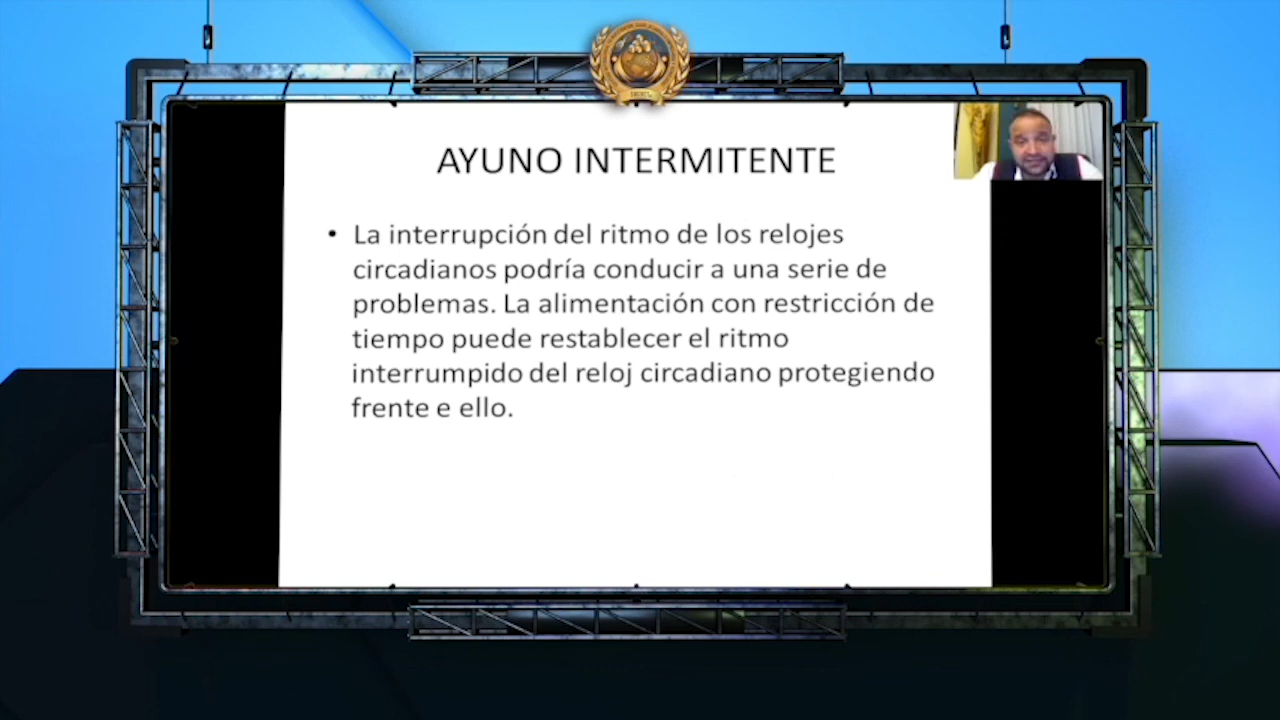 AYUNO INTERMITENTE
• La interrupción del ritmo de los relojes
circadianos podría conducir a una serie de
problemas. La alimentación con restricción de
tiempo puede restablecer el ritmo
interrumpido del reloj circadiano protegiendo
frente e ello.